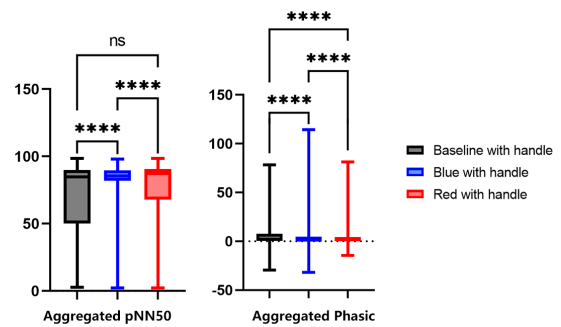 ns
****
****
150
100
50
0
Aggregated pNN50
****
****
****
150
100
50
0
-50
Aggregated Phasic
Baseline with handle
Blue with handle
Red with handle